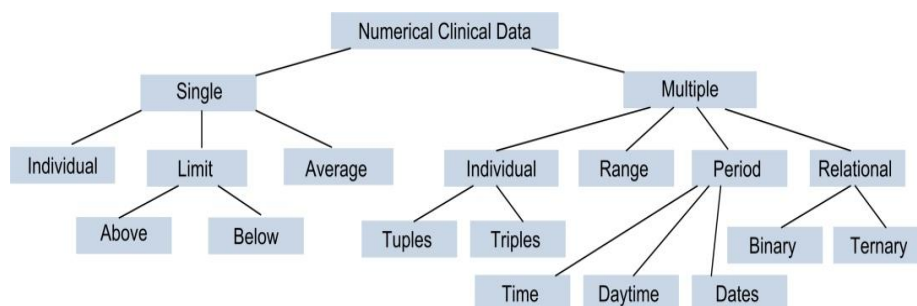 Numerical Clinical Data
Single
Multiple
Individual
Limit
Average
Individual
Range
Period
Relational
Above
Below
Tuples
Triples
Binary
Ternary
Time
Daytime
Dates